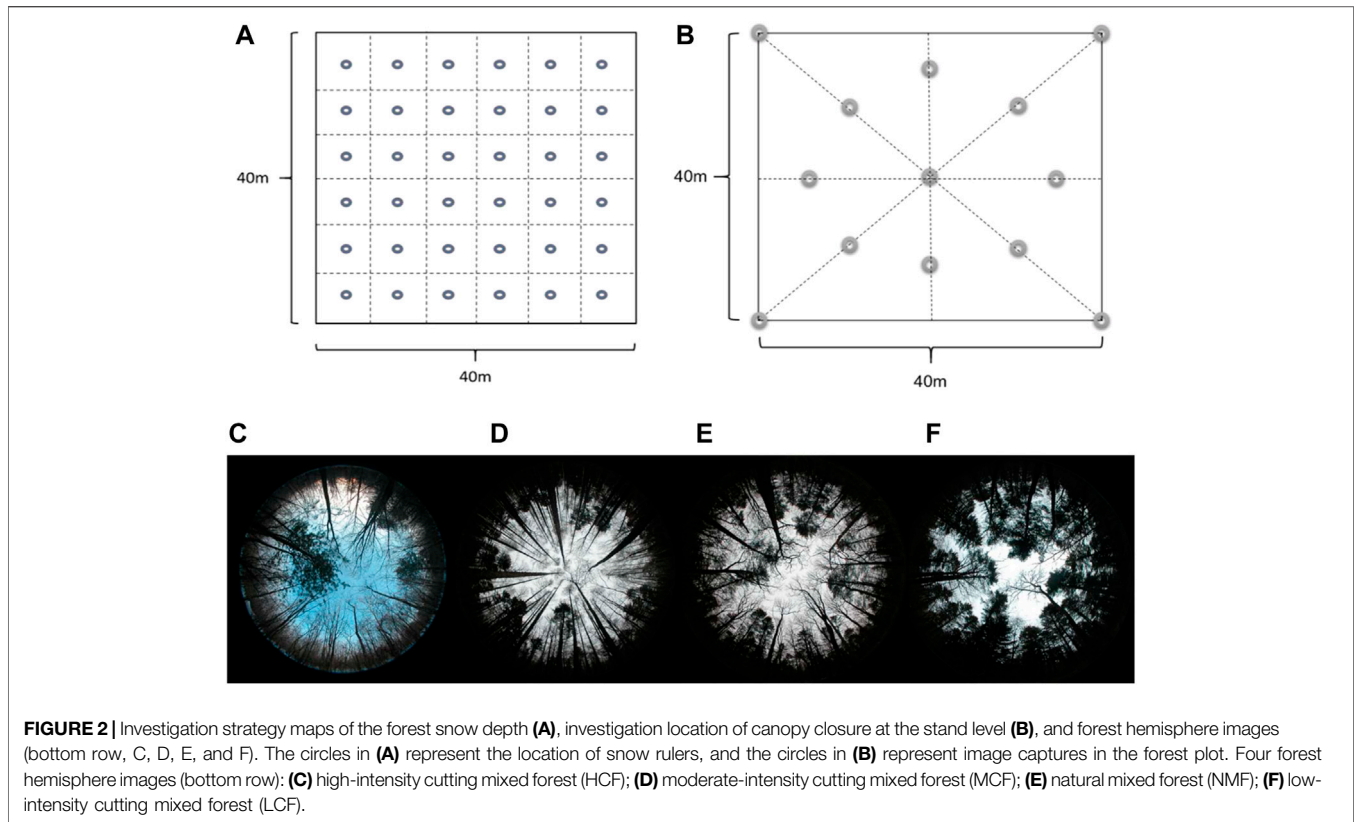 A
B
40m
40m
40m
40m
C
D
E
F
FIGURE 2 | Investigation strategy maps of the forest snow depth (A), investigation location of canopy closure at the stand level (B), and forest hemisphere images
(bottom row, C, D, E, and F). The circles in (A) represent the location of snow rulers, and the circles in (B) represent image captures in the forest plot. Four forest
hemisphere images (bottom row): (C) high-intensity cutting mixed forest (HCF); (D) moderate-intensity cutting mixed forest (MCF); (E) natural mixed forest (NMF); (F) low-
intensity cutting mixed forest (LCF).